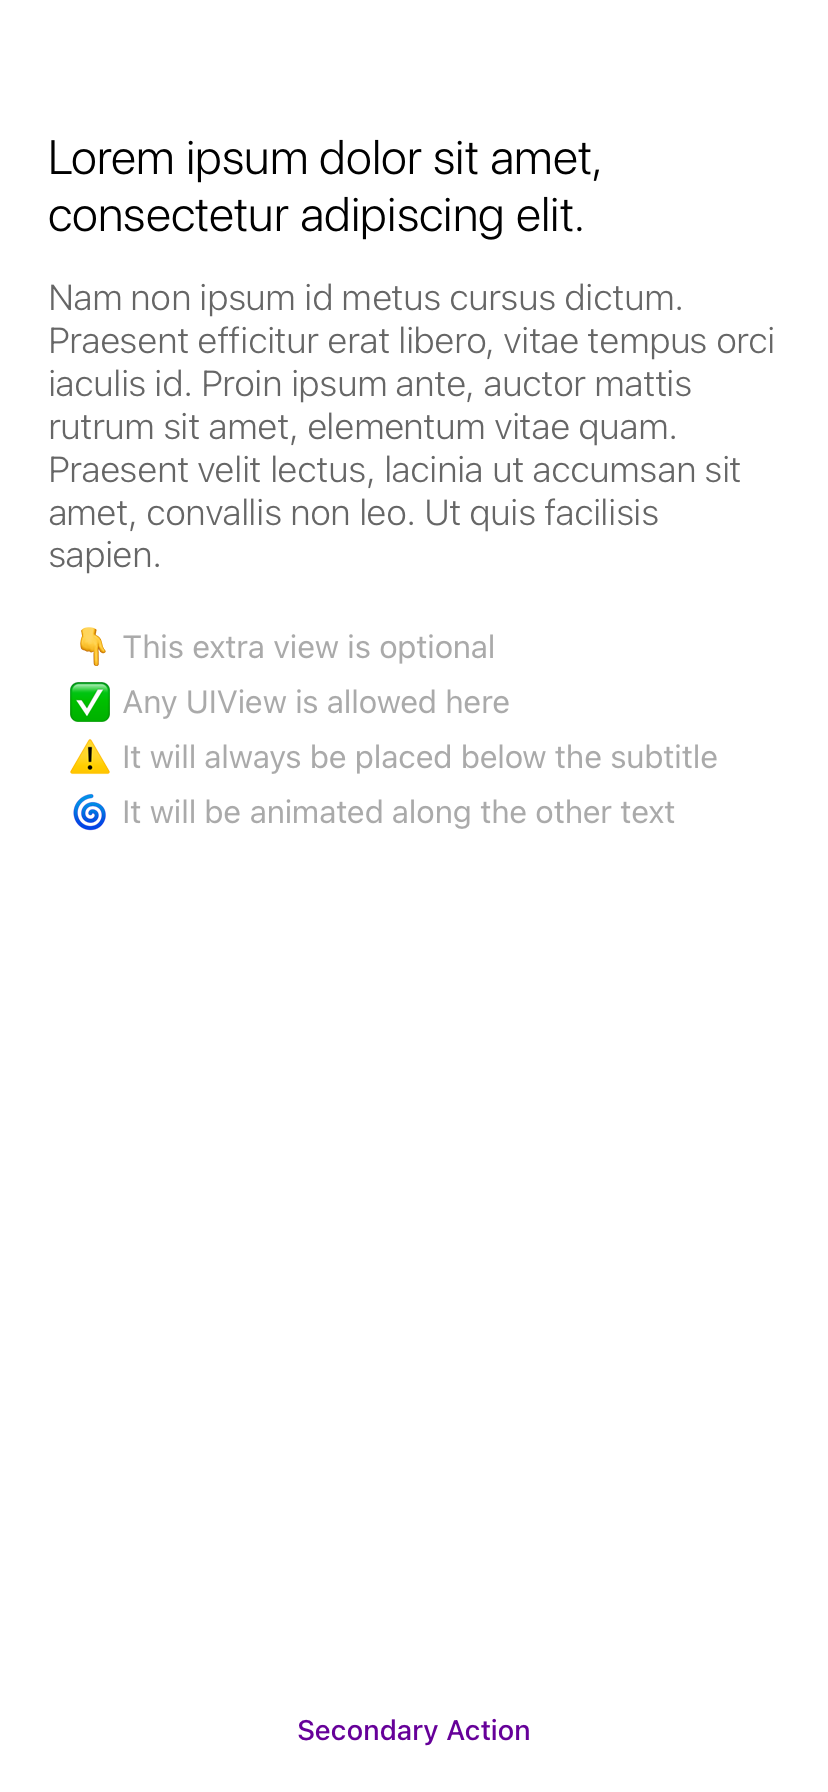 Lorem ipsum dolor sit amet,
consectetur adipiscing elit.
Nam non ipsum id metus cursus dictum.
Praesent efficitur erat libero, vitae tempus orci
iaculis id. Proin ipsum ante, auctor mattis
rutrum sit amet, elementum vitae quam.
Praesent velit lectus, lacinia ut accumsan sit
amet, convallis non leo. Ut quis facilisis
sapien.
👇 This extra view is optional
✅ Any UIView is allowed here
⚠️ It will always be placed below the subtitle
🌀 It will be animated along the other text
Secondary Action